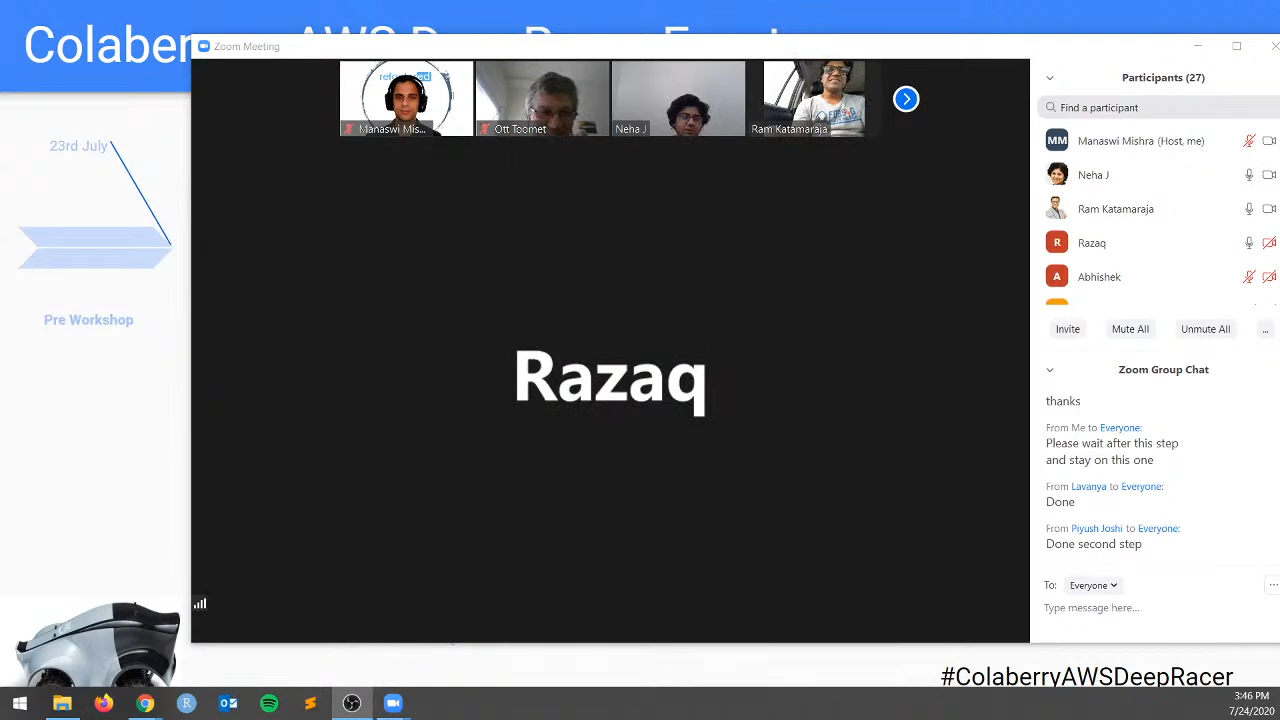 Colaber
Zoom Meeting
23rd July
Pre Workshop
refactored
Manaswi Mis...
Ott Toomet
Neha J
Ram Katamaraja
Razaq
Participants (27)
Find a participant
MM Manaswi Mishra (Host, me)
Neha J
Ram Katamaraja
R Razaq
A Abhishek
Invite Mute All Unmute All ...
Zoom Group Chat
thanks
From Me to Everyone:
Please wait after this step
and stay on this one
From Lavanya to Everyone:
Done
From Piyush Joshi to Everyone:
Done second step
To: Everyone
Type message here...
#ColaberryAWSDeepRacer
R
3:46 PM
7/24/2020